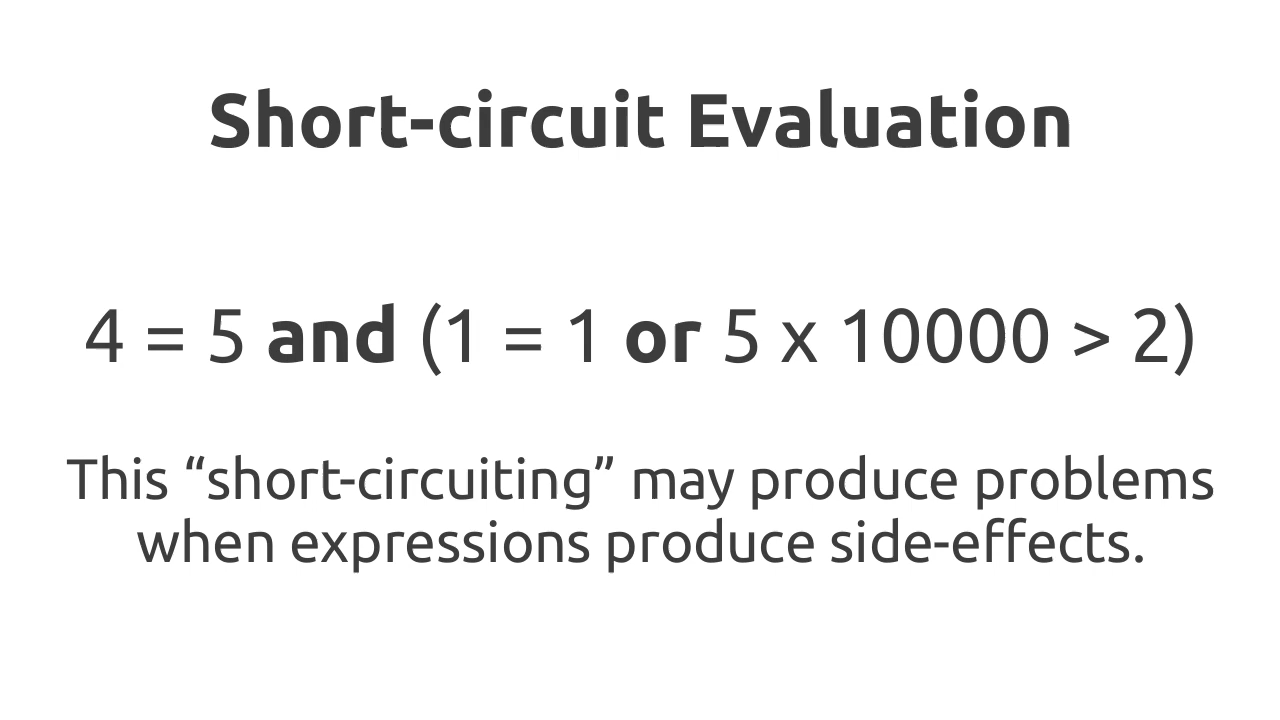 Short-circuit Evaluation
4 = 5 and (1 = 1 or 5 x 10000 > 2)
This “short-circuiting” may produce problems
when expressions produce side-effects.